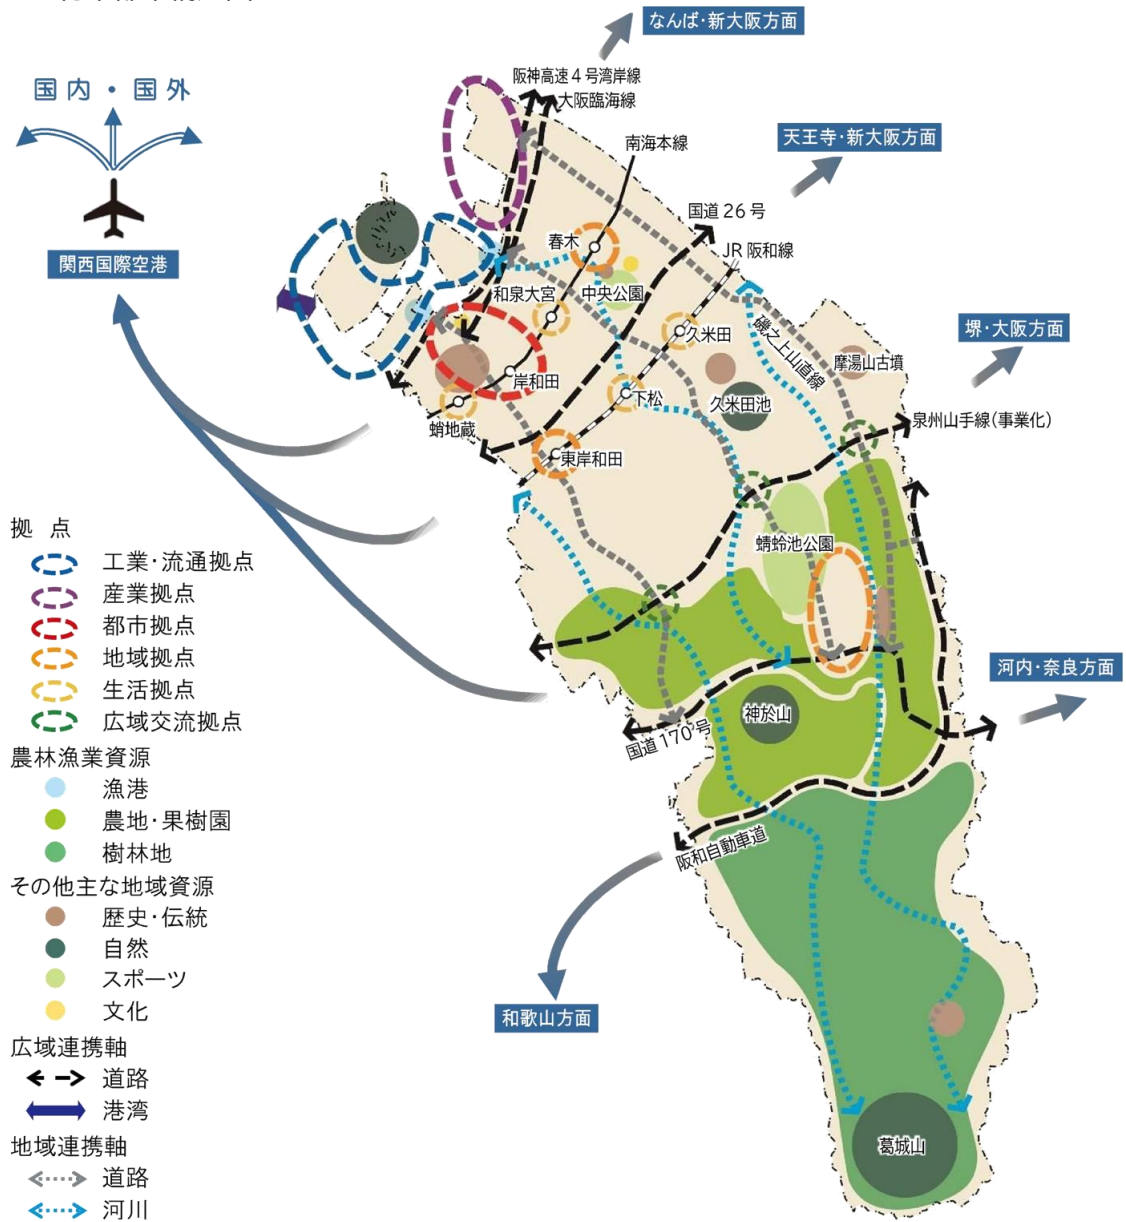 なんば・新大阪方面
国内・国外
阪神高速4号湾岸線
大阪臨海線
天王寺・新大阪方面
南海本線
国道26号
春木
JR阪和線
関西国際空港
和泉大宮
中央公園
久米田
磯之上山直線
堺・大阪方面
摩湯山古墳
岸和田
下松
久米田池
蛸地蔵
泉州山手線(事業化)
東岸和田
拠点
蜻蛉池公園
工業・流通拠点
産業拠点
都市拠点
地域拠点
生活拠点
広域交流拠点
河内・奈良方面
神於山
国道170号
農林漁業資源
漁港
農地・果樹園
樹林地
阪和自動車道
その他主な地域資源
歴史・伝統
自然
スポーツ
文化
和歌山方面
広域連携軸
道路
港湾
地域連携軸
道路
河川
葛城山